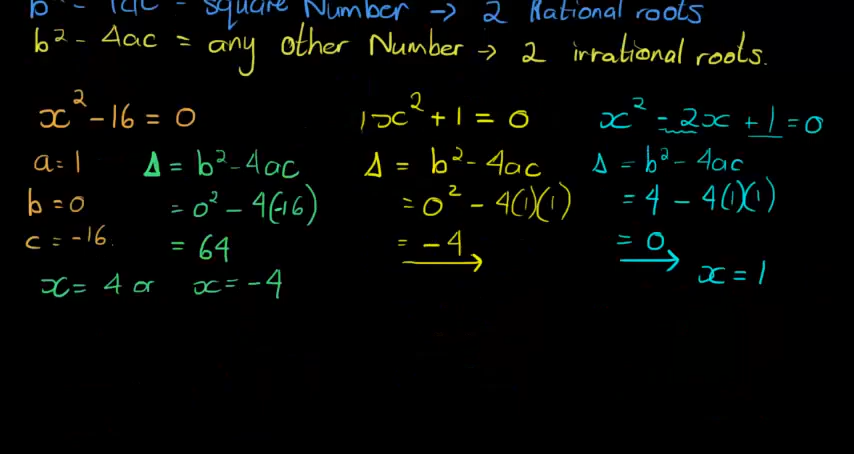 b² - 4ac = square Number → 2 Rational roots
b² - 4ac = any other Number → 2 irrational roots.
x² - 16 = 0
a = 1
b = 0
c = -16.
Δ = b² - 4ac
= 0² - 4(-16)
= 64
x = 4 or x = -4
1x² + 1 = 0
Δ = b² - 4ac
= 0² - 4(1)(1)
= -4
x² - 2x + 1 = 0
Δ = b² - 4ac
= 4 - 4(1)(1)
= 0
x = 1